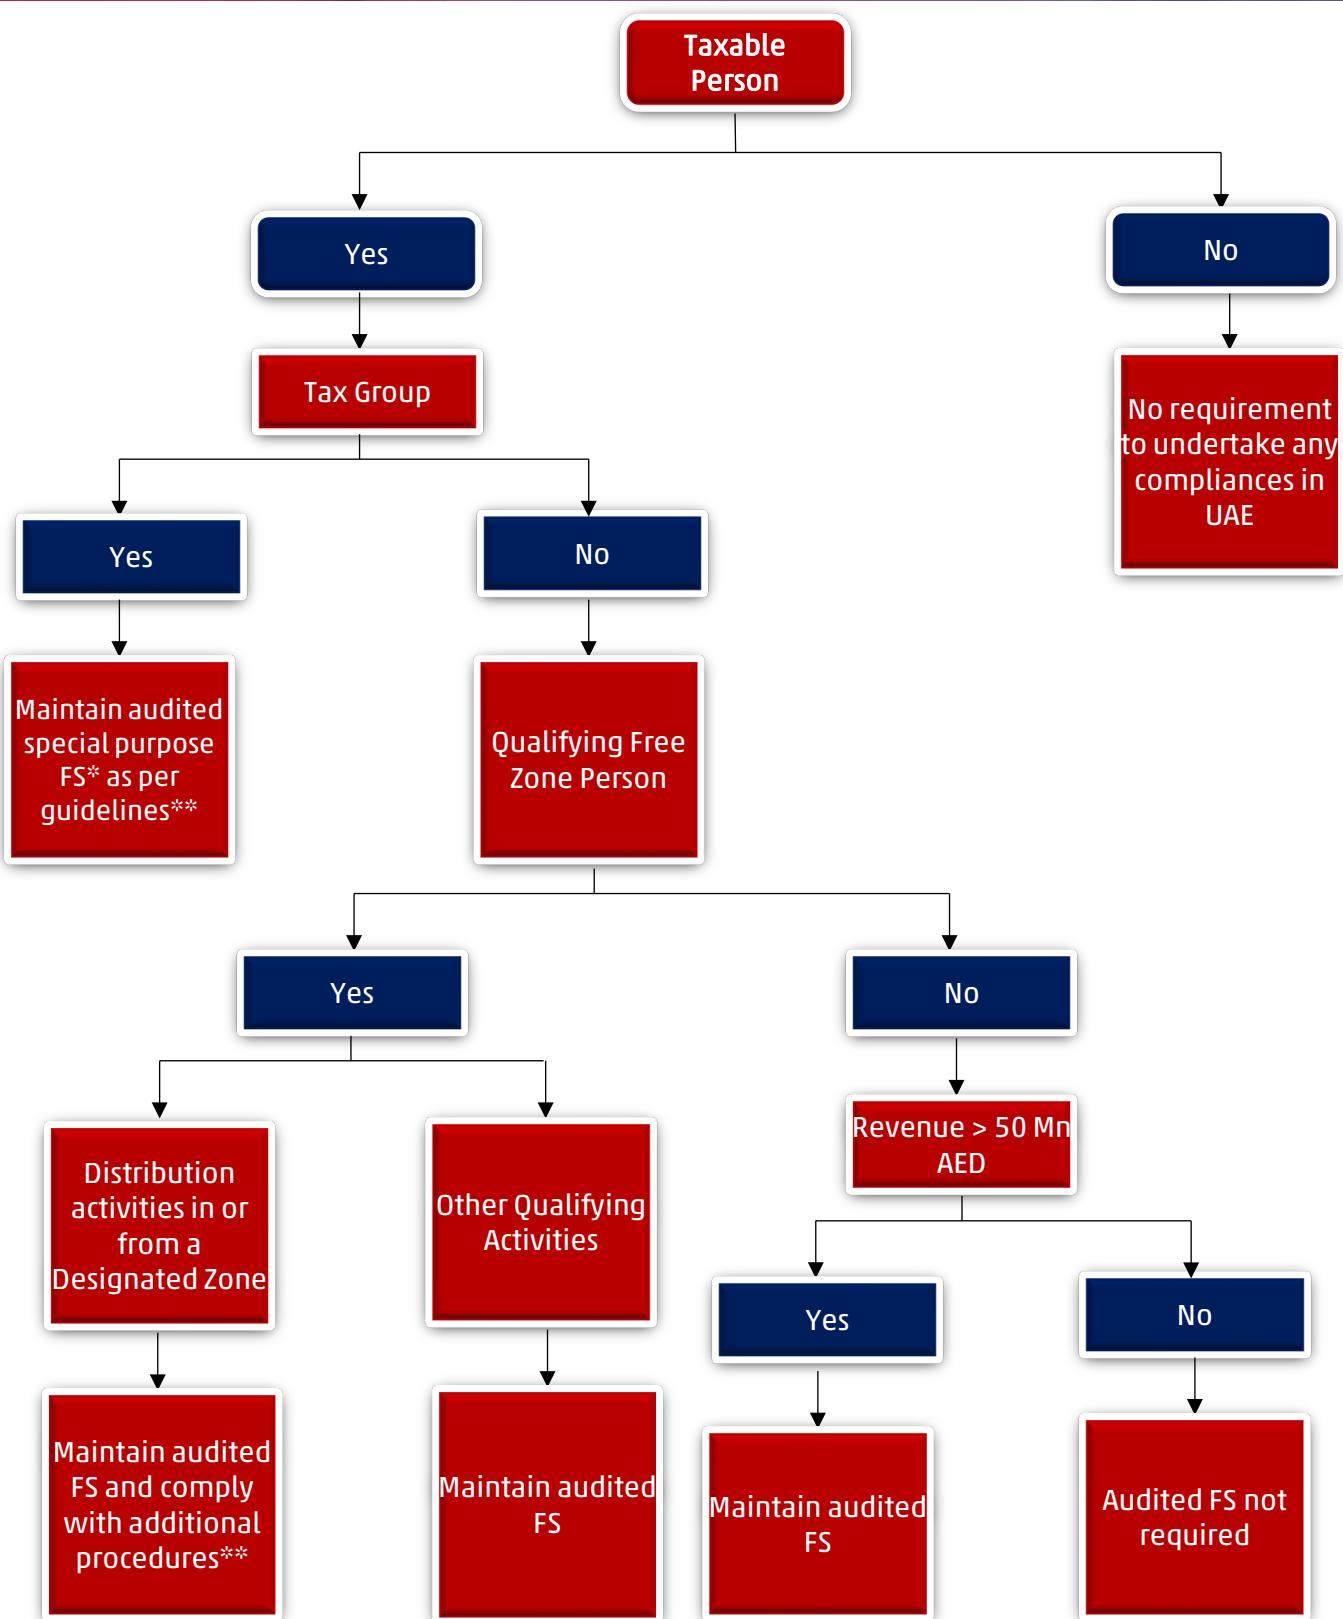 Taxable
Person
Yes
No
Tax Group
No requirement
to undertake any
compliances in
UAE
Yes
No
Maintain audited
special purpose
FS* as per
guidelines**
Qualifying Free
Zone Person
Yes
No
Distribution
activities in or
from a
Designated Zone
Other Qualifying
Activities
Revenue > 50 Mn
AED
Yes
No
Maintain audited
FS and comply
with additional
procedures**
Maintain audited
FS
Maintain audited
FS
Audited FS not
required